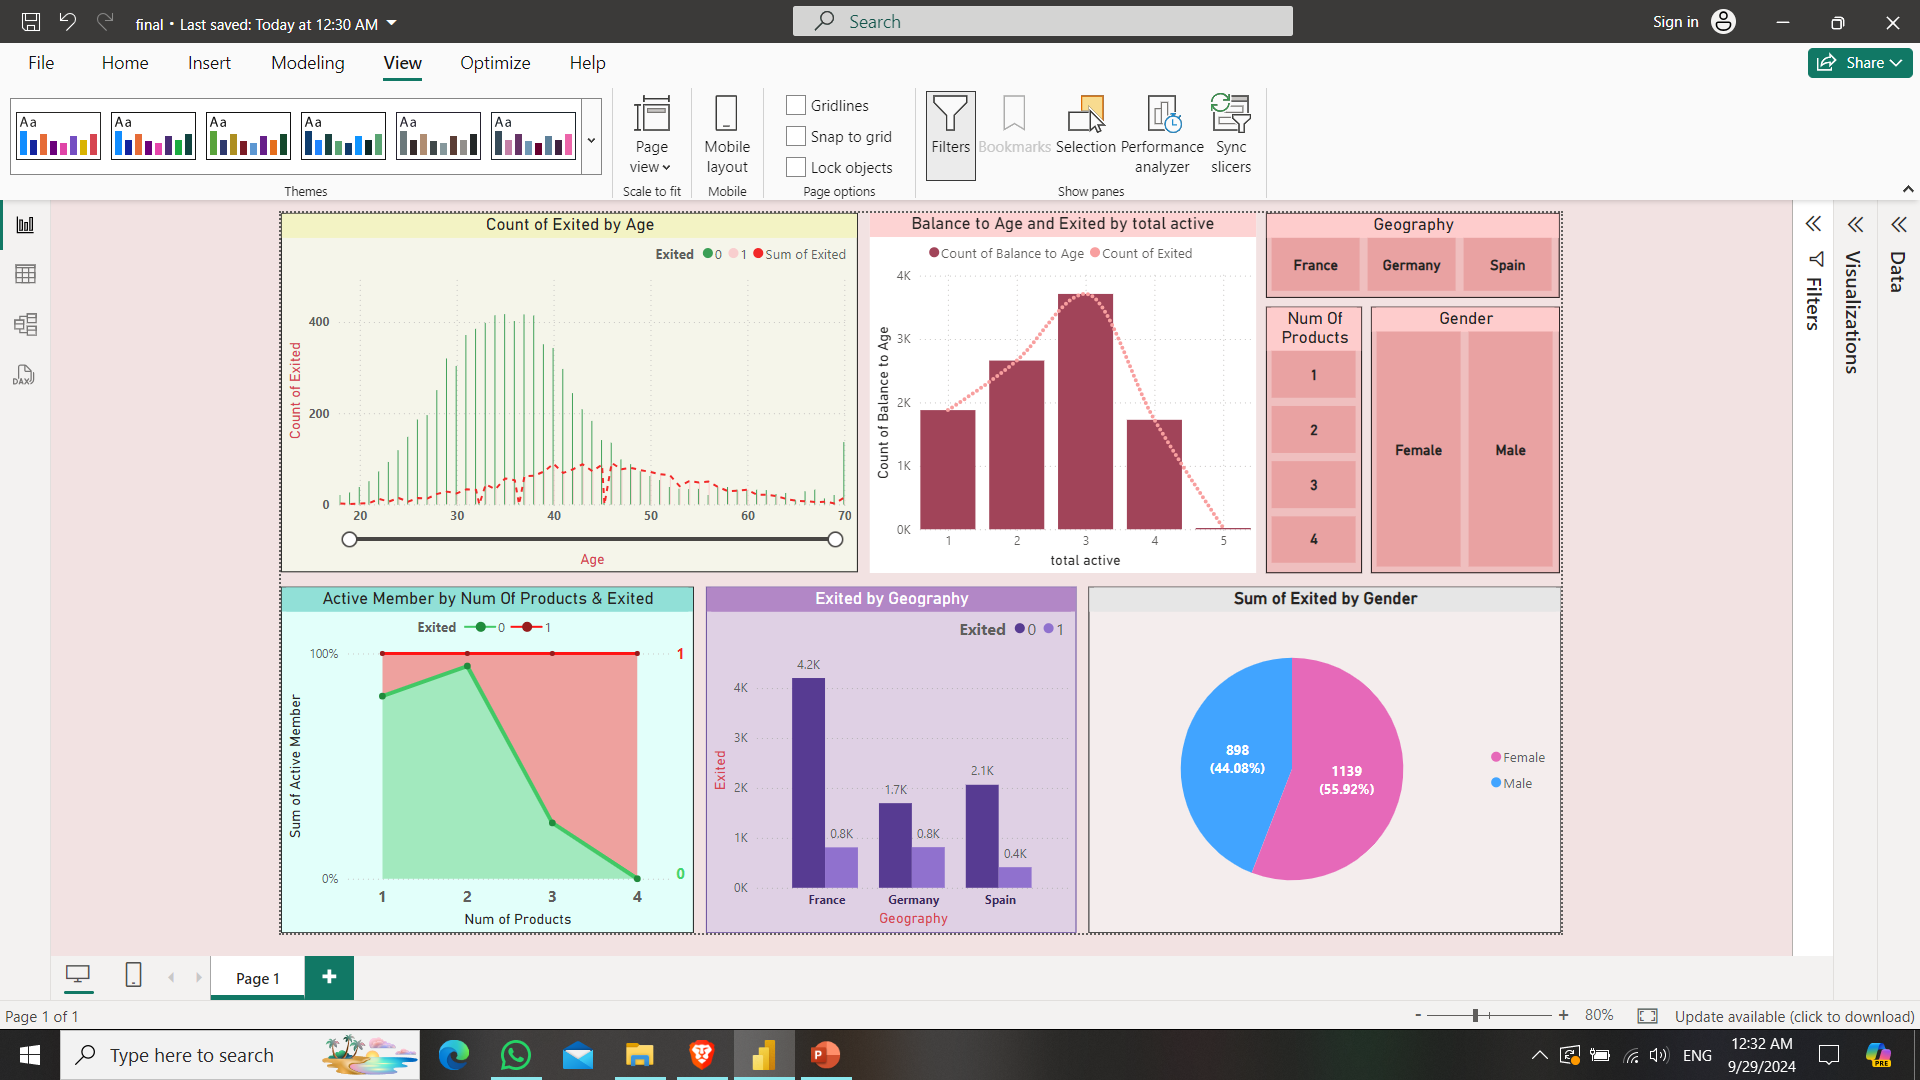 final • Last saved: Today at 12:30 AM
Search
Sign in
File Home Insert Modeling View Optimize Help
Share
Aa Aa Aa Aa Aa Aa
Themes
Page view
Scale to fit
Mobile layout
Mobile
Gridlines
Snap to grid
Lock objects
Page options
Filters
Bookmarks
Selection
Performance analyzer
Sync slicers
Show panes
Count of Exited by Age
Exited 0 1 Sum of Exited
Count of Exited
400
200
0
20 30 40 50 60 70
Age
Balance to Age and Exited by total active
Count of Balance to Age Count of Exited
Count of Balance to Age
4K
3K
2K
1K
0K
1 2 3 4 5
total active
Geography
France Germany Spain
Num Of Products
1
2
3
4
Gender
Female Male
Filters
Visualizations
Data
DAX
Active Member by Num Of Products & Exited
Exited 0 1
Sum of Active Member
100%
0%
1
0
1 2 3 4
Num of Products
Exited by Geography
Exited 0 1
Exited
4K
3K
2K
1K
0K
4.2K
0.8K
1.7K
0.8K
2.1K
0.4K
France Germany Spain
Geography
Sum of Exited by Gender
898
(44.08%)
1139
(55.92%)
Female
Male
Page 1
+
Page 1 of 1
- + 80%
Update available (click to download)
Type here to search
ENG
12:32 AM
9/29/2024
PRE